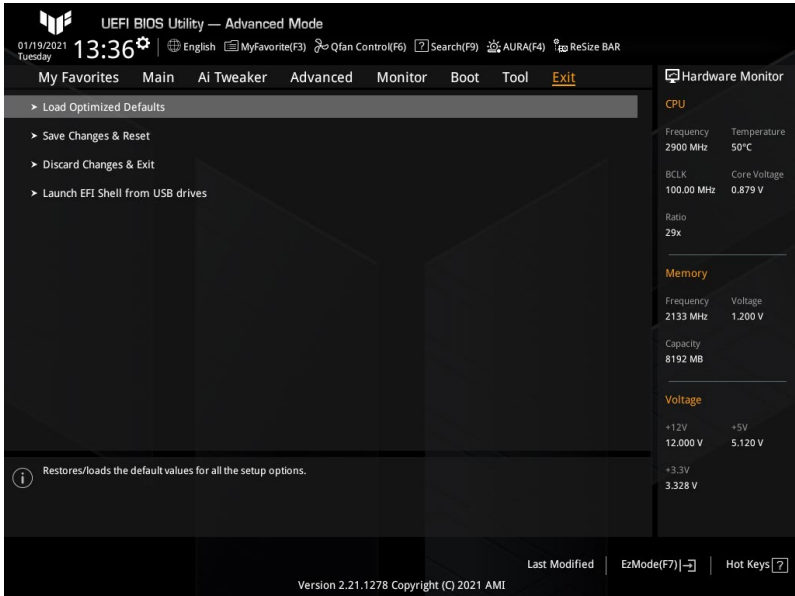 UEFI BIOS Utility — Advanced Mode
01/19/2021 Tuesday 13:36 English MyFavorite(F3) Qfan Control(F6) ? Search(F9) AURA(F4) ReSize BAR
My Favorites Main Ai Tweaker Advanced Monitor Boot Tool Exit
Load Optimized Defaults
Save Changes & Reset
Discard Changes & Exit
Launch EFI Shell from USB drives
Restores/loads the default values for all the setup options.
Hardware Monitor
CPU
Frequency Temperature
2900 MHz 50°C
BCLK Core Voltage
100.00 MHz 0.879 V
Ratio
29x
Memory
Frequency Voltage
2133 MHz 1.200 V
Capacity
8192 MB
Voltage
+12V +5V
12.000 V 5.120 V
+3.3V
3.328 V
Last Modified EzMode(F7) Hot Keys ?
Version 2.21.1278 Copyright (C) 2021 AMI